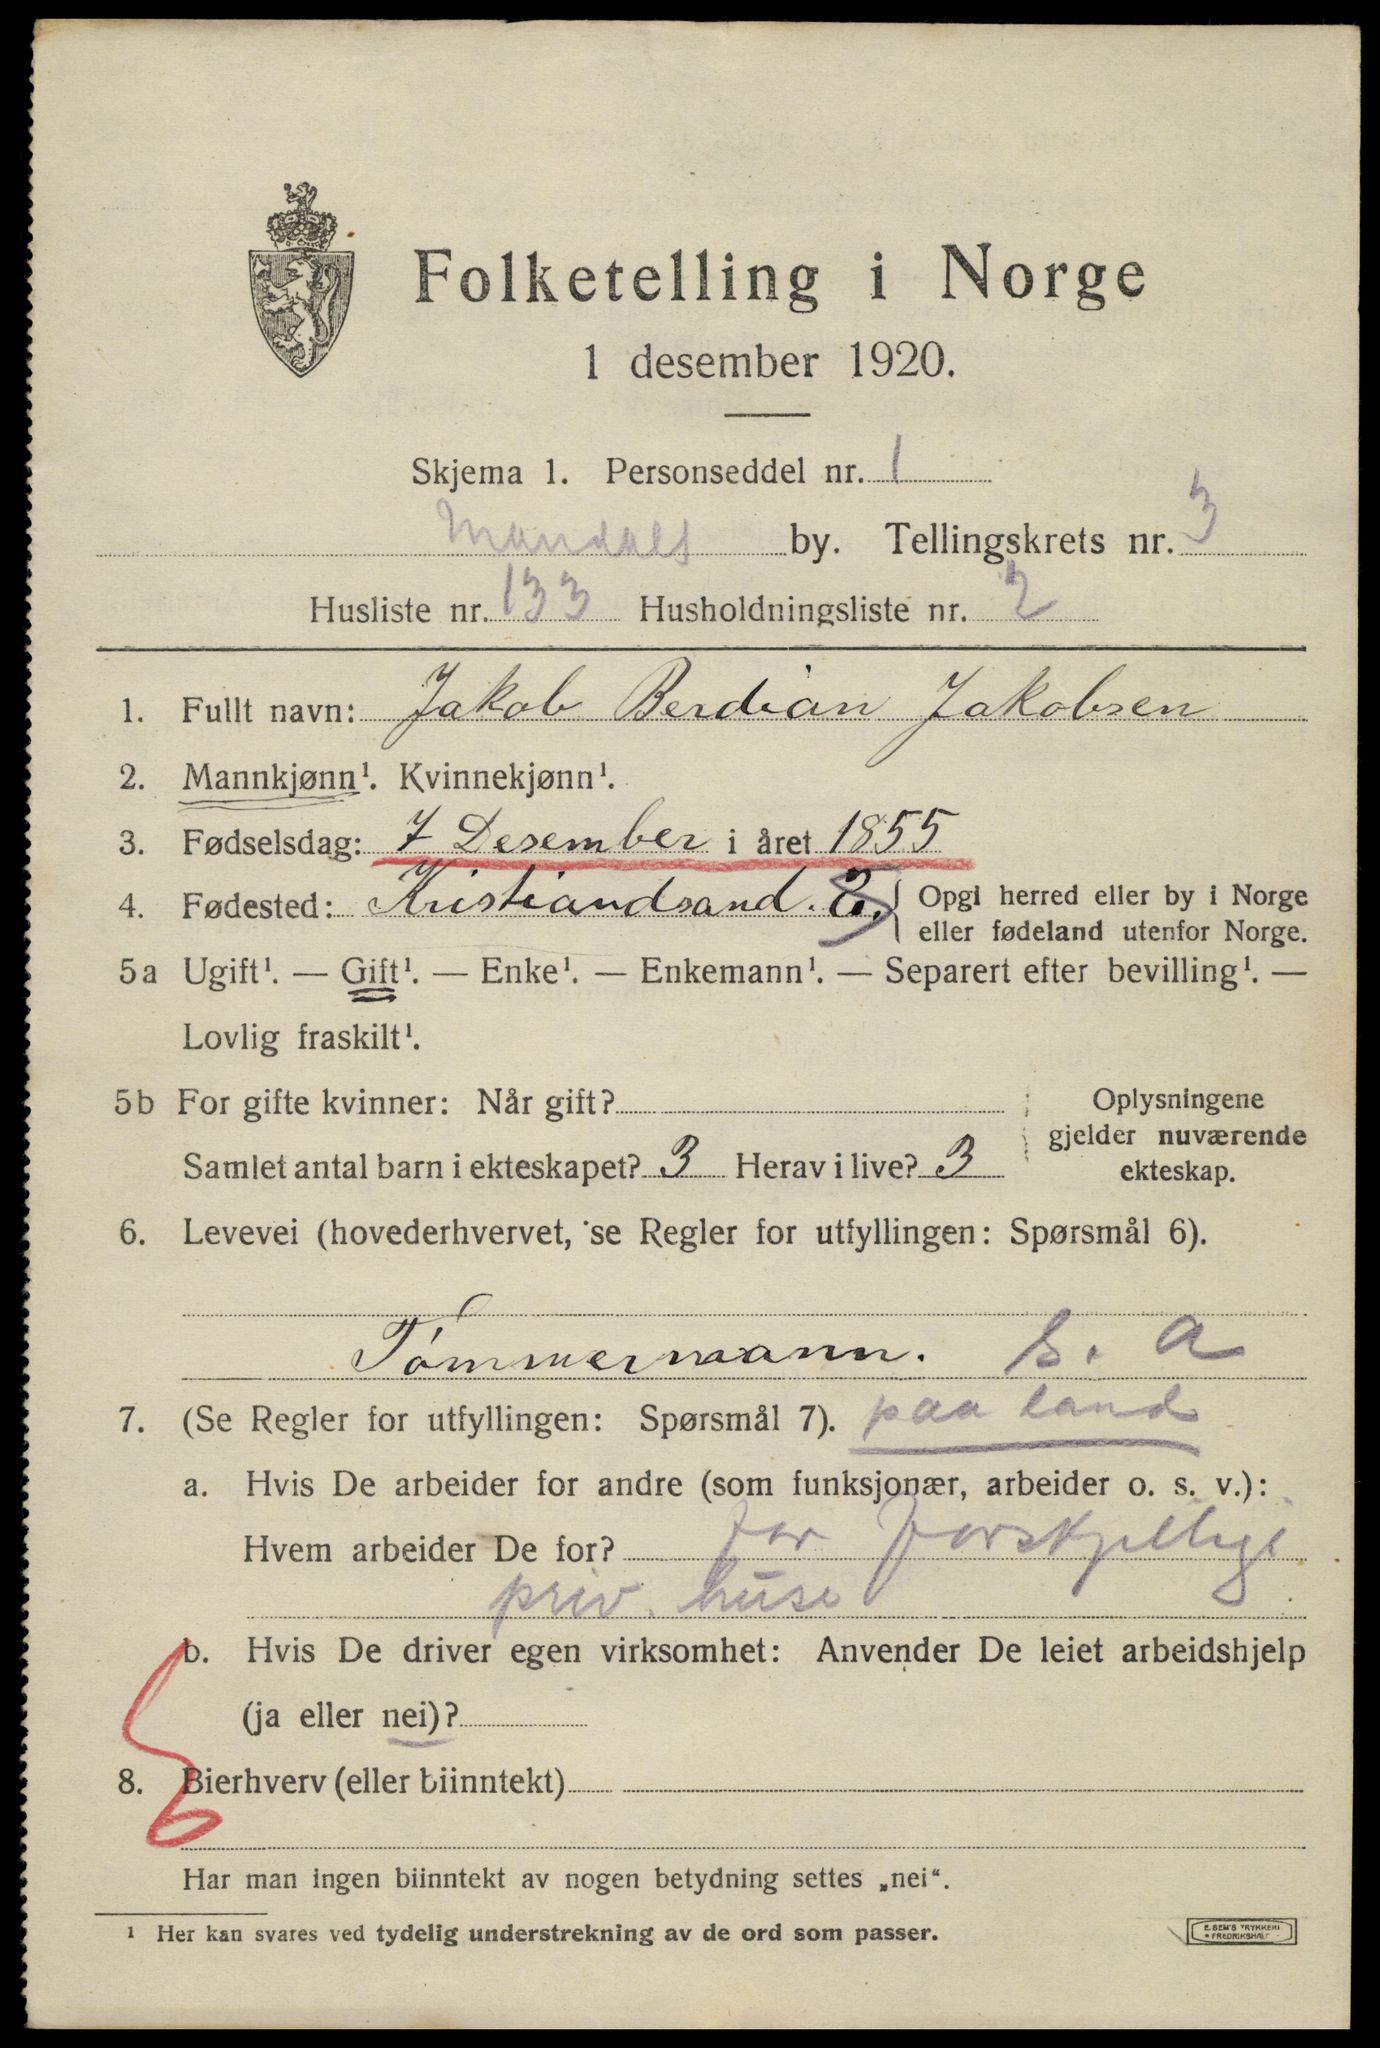 Folketelling i Norge
1 desember 1920.
Skjema 1. Personseddel nr. 1
Mandals by. Tellingskrets nr. 3
Husliste nr. 133 Husholdningsliste nr. 2
1. Fullt navn: Jakob Berdian Jakobsen
2. Mannkjønn¹. Kvinnekjønn¹.
3. Fødselsdag: 7 Desember i året 1855
4. Fødested: Kristiandsand. Opgi herred eller by i Norge
eller fødeland utenfor Norge.
5a Ugift¹. — Gift¹. — Enke¹. — Enkemann¹. — Separert efter bevilling¹. —
Lovlig fraskilt¹.
5b For gifte kvinner: Når gift? Oplysningene
gjelder nuværende
Samlet antal barn i ekteskapet? 3 Herav i live? 3
ekteskap.
6. Levevei (hovederhvervet, se Regler for utfyllingen: Spørsmål 6).
Tømmermann. s. a
7. (Se Regler for utfyllingen: Spørsmål 7). paa land
a. Hvis De arbeider for andre (som funksjonær, arbeider o. s. v.):
Hvem arbeider De for? for forskjellige
priv. huse
b. Hvis De driver egen virksomhet: Anvender De leiet arbeidshjelp
(ja eller nei)?
8. Bierhverv (eller biinntekt)
Har man ingen biinntekt av nogen betydning settes „nei“.
¹ Her kan svares ved tydelig understrekning av de ord som passer.
E. SEM'S TRYKKERI
FREDRIKSHALD